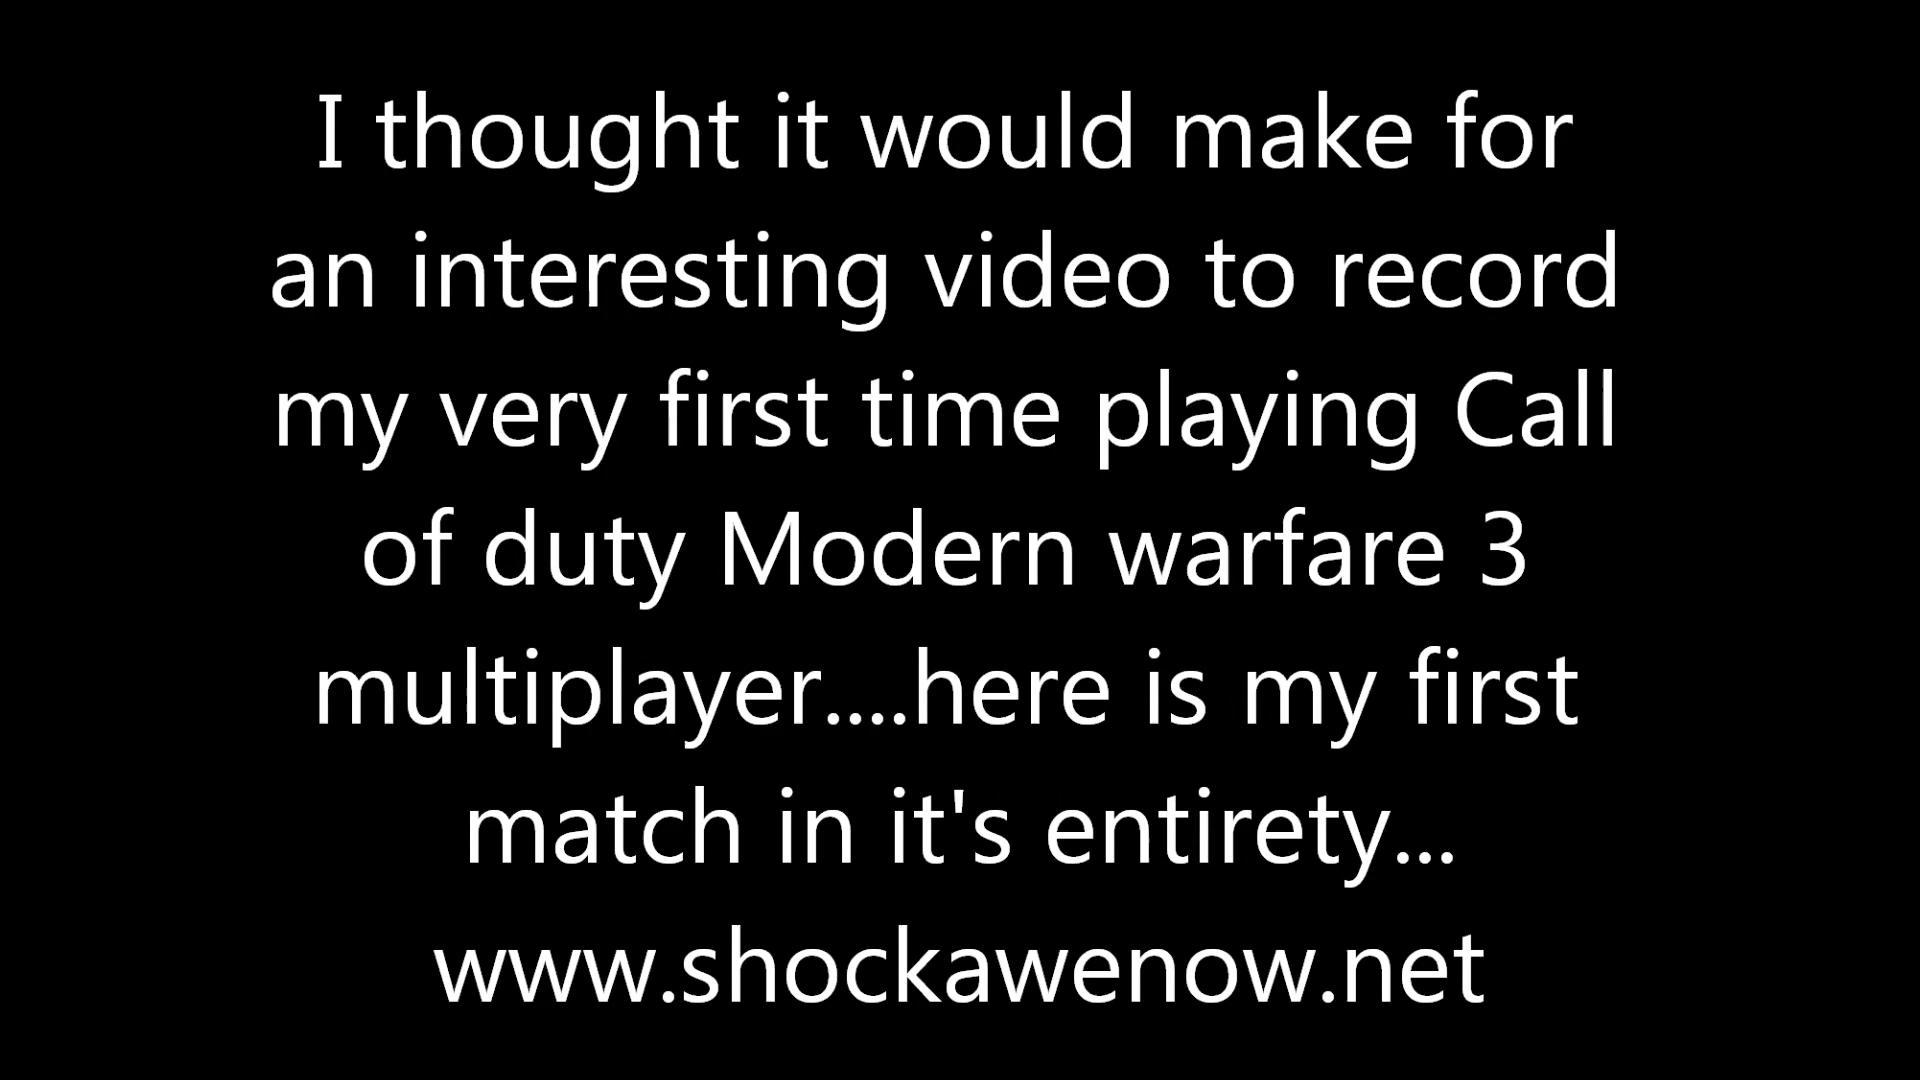 I thought it would make for
an interesting video to record
my very first time playing Call
of duty Modern warfare 3
multiplayer....here is my first
match in it's entirety...
www.shockawenow.net